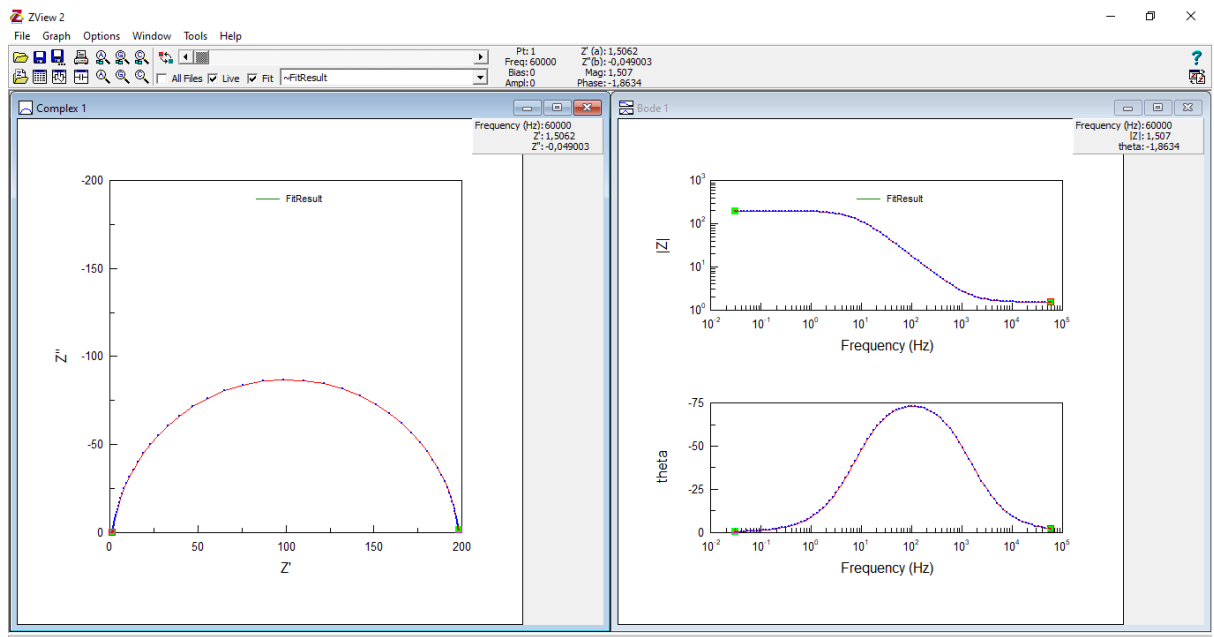 ZView 2
File Graph Options Window Tools Help
All Files Live Fit ~FitResult
Pt: 1
Freq: 60000
Bias: 0
Ampl: 0
Z' (a): 1,5062
Z''(b): -0,049003
Mag: 1,507
Phase: -1,8634
Complex 1
Frequency (Hz): 60000
Z': 1,5062
Z'': -0,049003
FitResult
-200
-150
-100
-50
0
Z''
0 50 100 150 200
Z'
Bode 1
Frequency (Hz): 60000
|Z|: 1,507
theta: -1,8634
FitResult
10³
10²
10¹
10⁰
|Z|
10⁻² 10⁻¹ 10⁰ 10¹ 10² 10³ 10⁴ 10⁵
Frequency (Hz)
-75
-50
-25
0
theta
10⁻² 10⁻¹ 10⁰ 10¹ 10² 10³ 10⁴ 10⁵
Frequency (Hz)